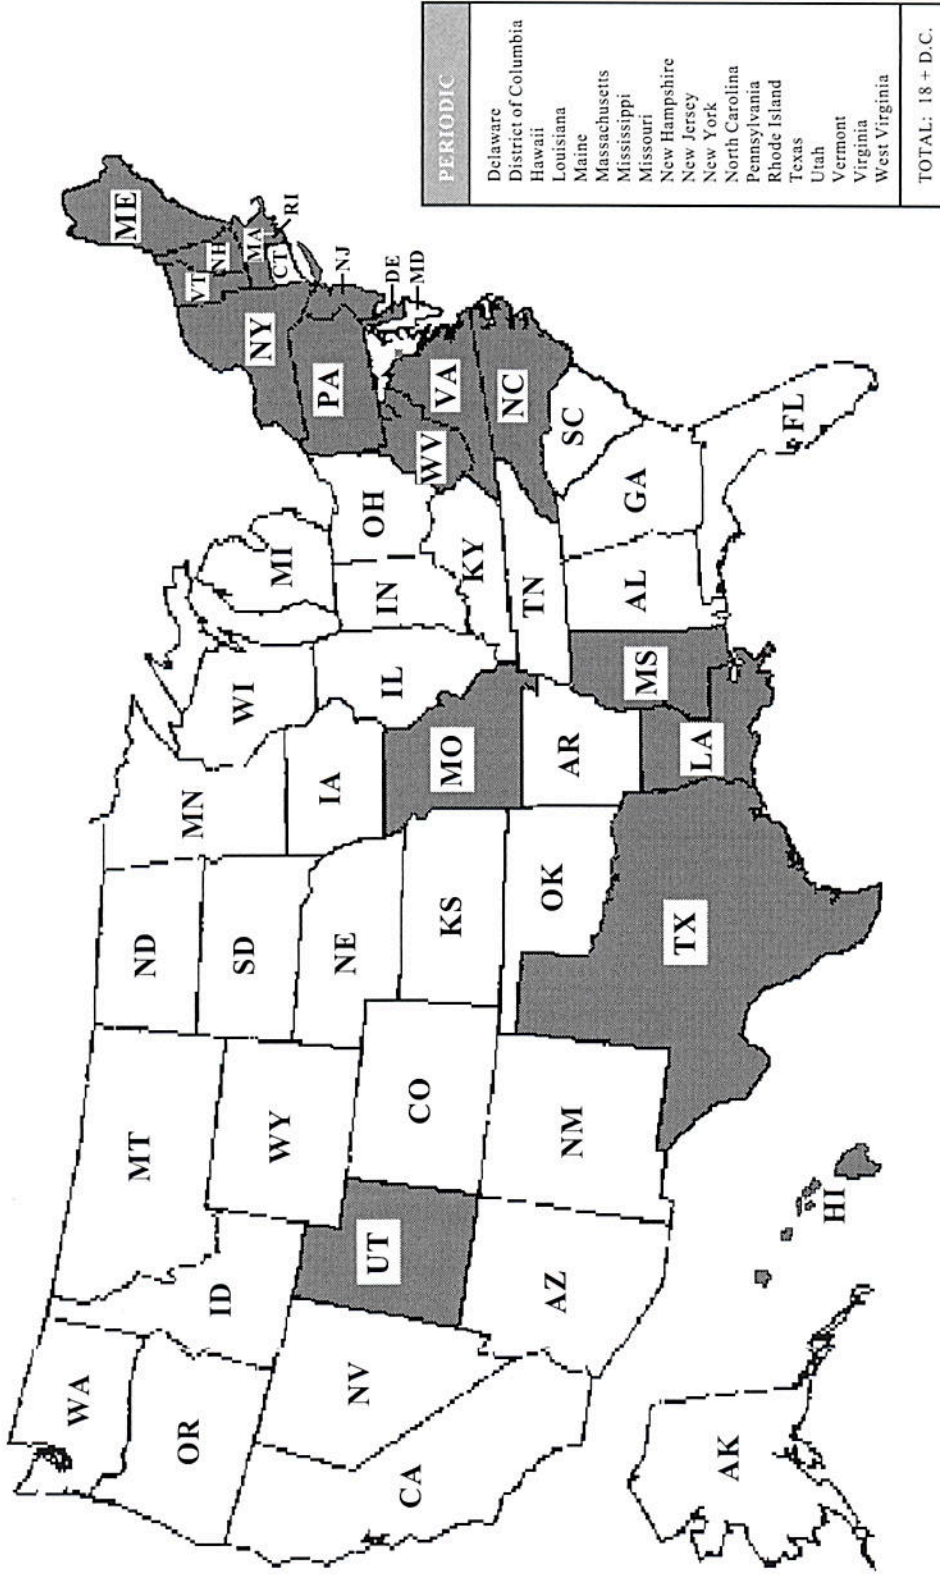 WA
OR
CA
NV
ID
MT
WY
UT
AZ
CO
NM
ND
SD
NE
KS
OK
TX
MN
IA
MO
AR
LA
WI
IL
MS
MI
IN
KY
TN
AL
OH
GA
FL
SC
NC
VA
WV
PA
NY
VT
NH
ME
MA
CT
RI
NJ
DE
MD
AK
HI
PERIODIC
Delaware
District of Columbia
Hawaii
Louisiana
Maine
Massachusetts
Mississippi
Missouri
New Hampshire
New Jersey
New York
North Carolina
Pennsylvania
Rhode Island
Texas
Utah
Vermont
Virginia
West Virginia
TOTAL: 18 + D.C.